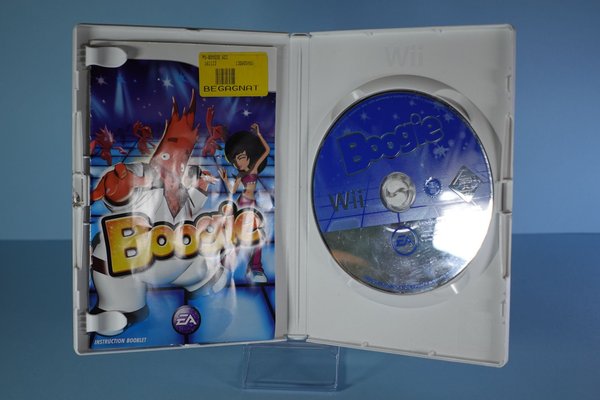 BEGAGNAT
Boogie
EA
INSTRUCTION BOOKLET
Wii
Boogie
Wii
EA